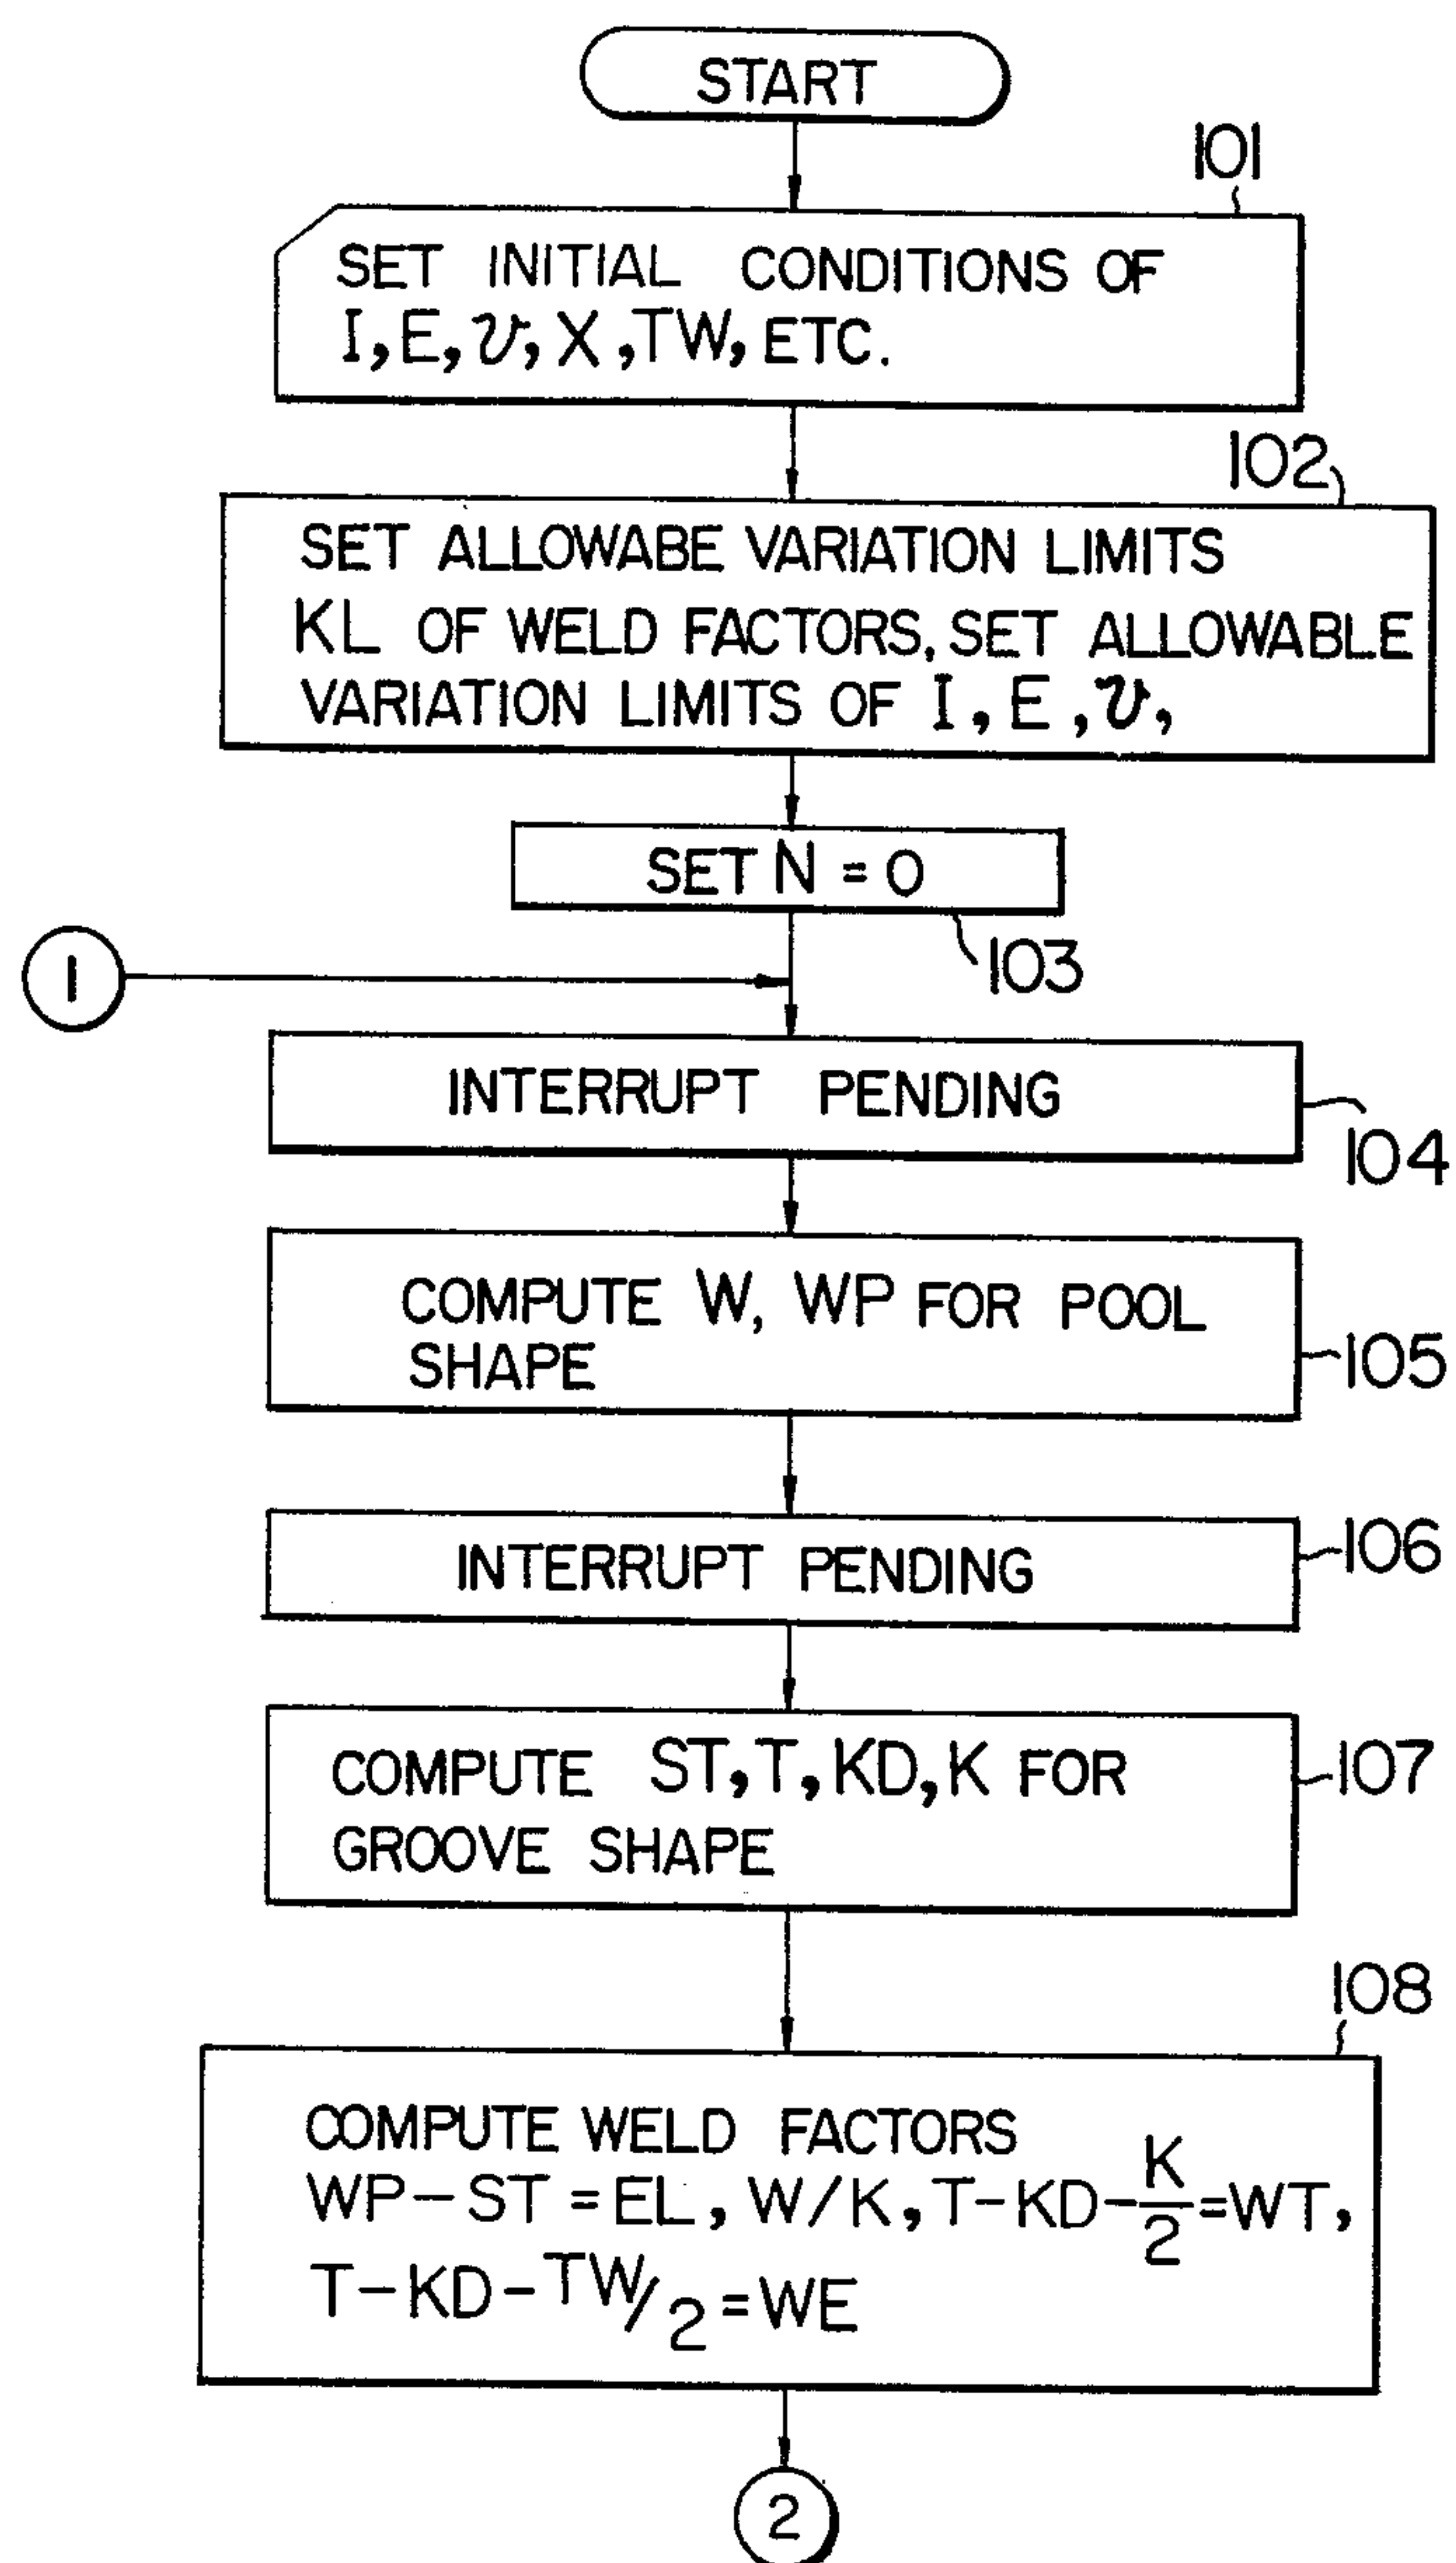 START
101
SET INITIAL CONDITIONS OF
I, E, v, X, TW, ETC.
102
SET ALLOWABE VARIATION LIMITS
KL OF WELD FACTORS, SET ALLOWABLE
VARIATION LIMITS OF I, E, v,
SET N = 0
103
1
INTERRUPT PENDING
104
COMPUTE W, WP FOR POOL
SHAPE
105
INTERRUPT PENDING
106
COMPUTE ST, T, KD, K FOR
GROOVE SHAPE
107
108
COMPUTE WELD FACTORS
WP-ST = EL, W/K, T-KD-K/2=WT,
T-KD-TW/2=WE
2